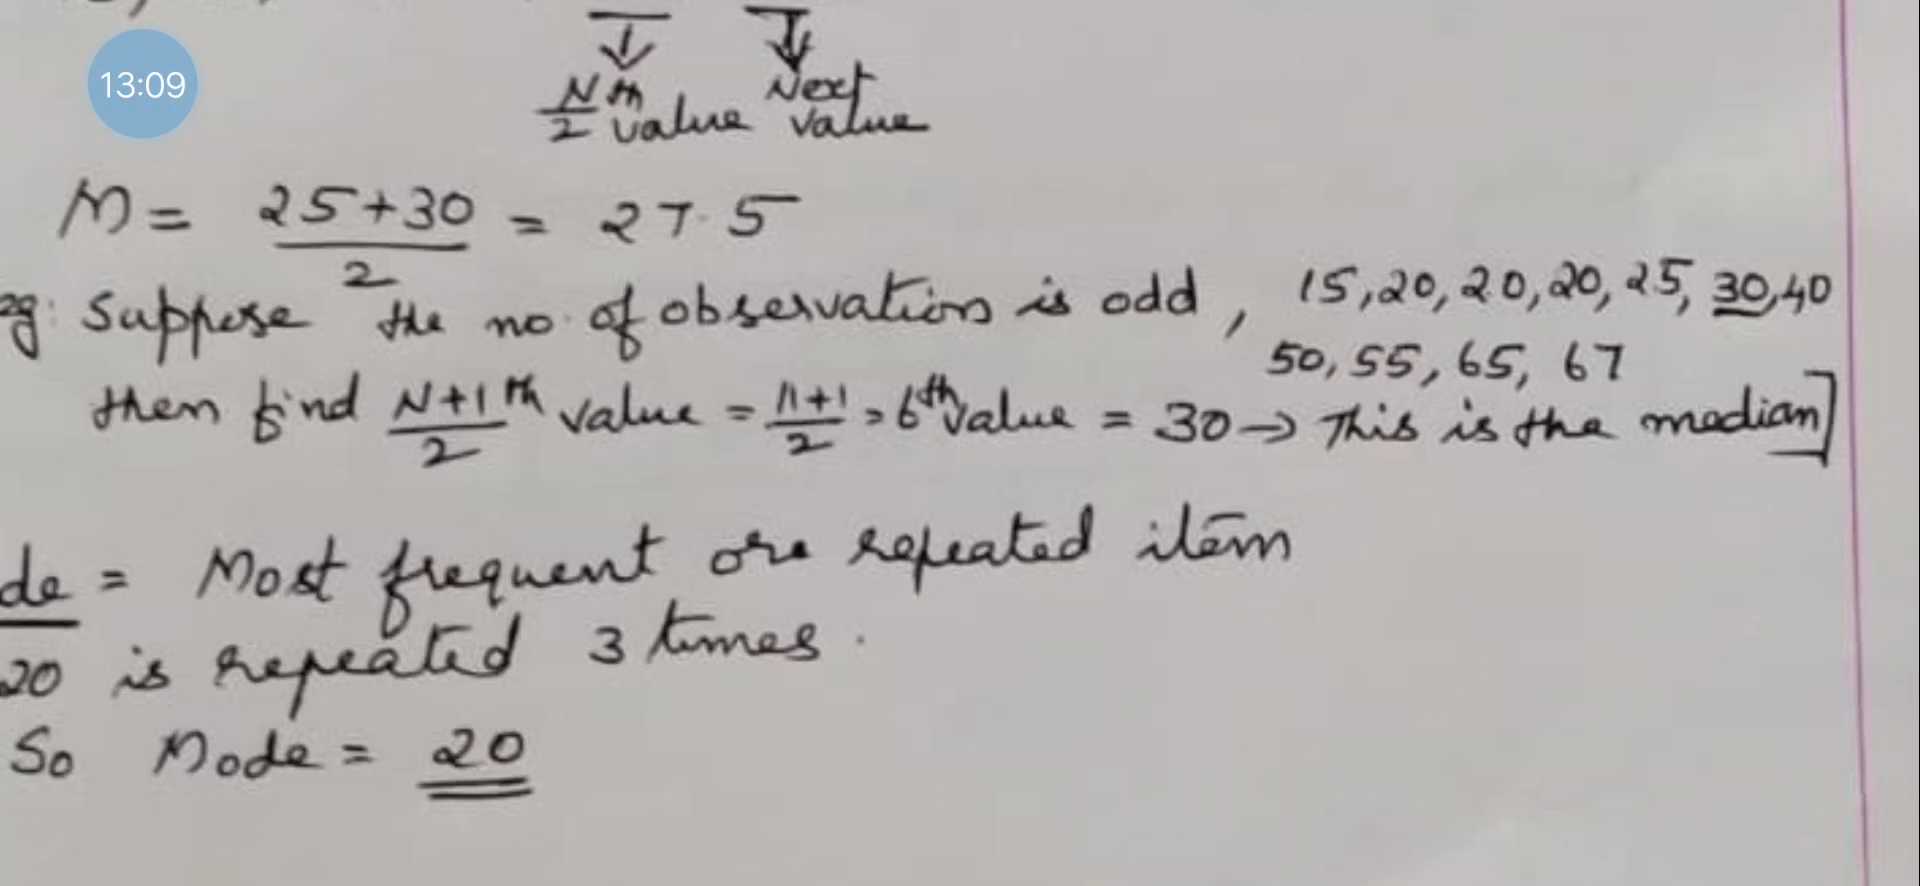 13:09
N/2 th value Next value
M = 25+30/2 = 27.5
eg: Suppose the no. of observations is odd, 15, 20, 20, 20, 25, 30, 40
50, 55, 65, 67
then find N+1/2 th value = 11+1/2 = 6th value = 30 → This is the median]
de = Most frequent or repeated item
20 is repeated 3 times.
So Mode = 20